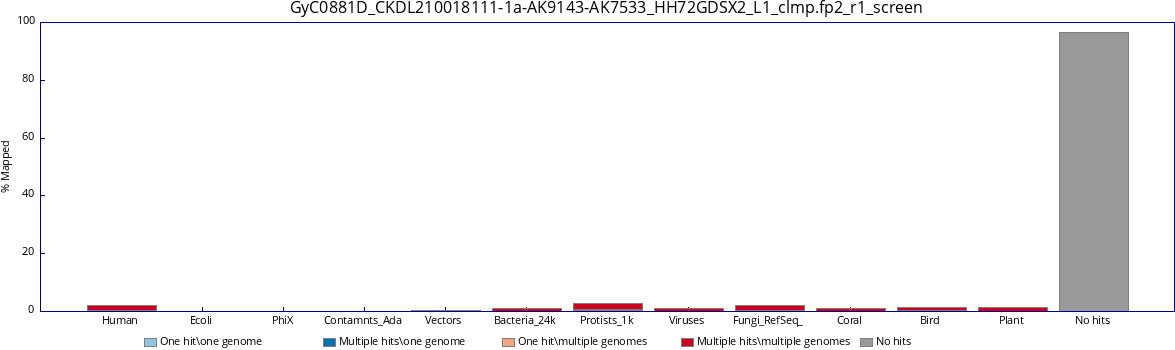 GyC0881D_CKDL210018111-1a-AK9143-AK7533_HH72GDSX2_L1_clmp.fp2_r1_screen
100
80
60
40
20
0
% Mapped
Human Ecoli PhiX Contamnts_Ada Vectors Bacteria_24k Protists_1k Viruses Fungi_RefSeq_ Coral Bird Plant No hits
One hit\one genome Multiple hits\one genome One hit\multiple genomes Multiple hits\multiple genomes No hits